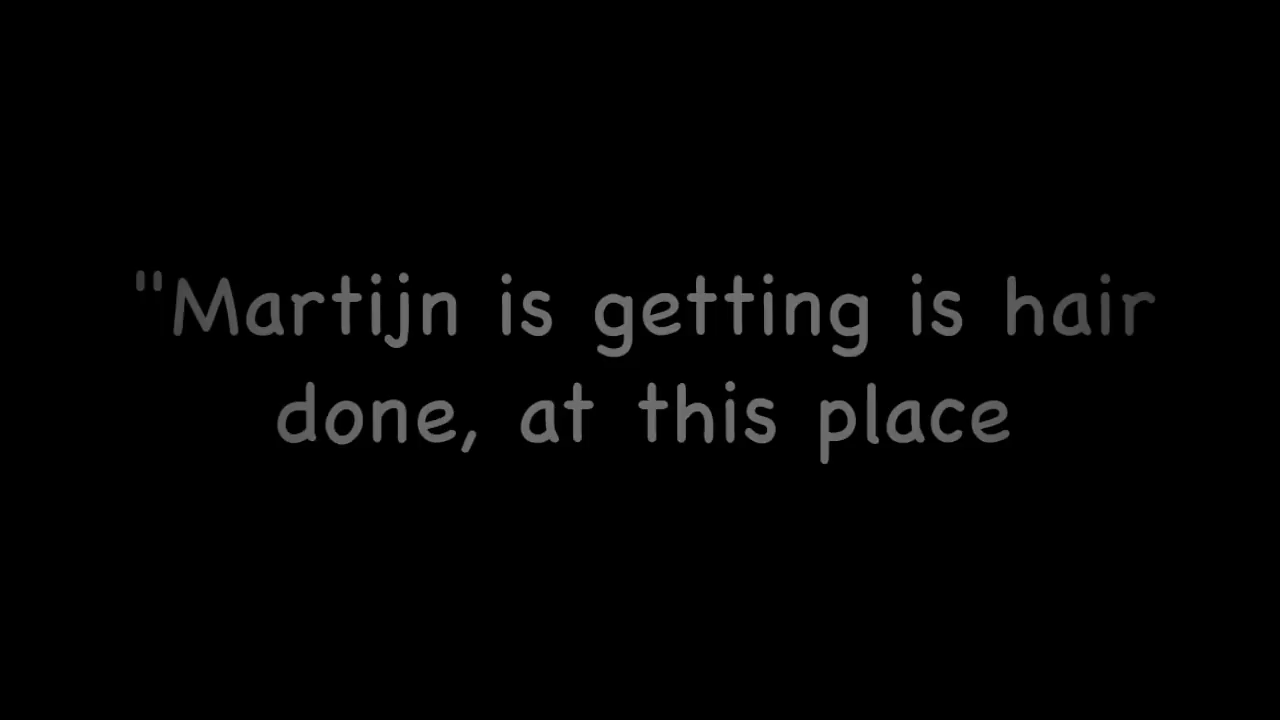 "Martijn is getting is hair
done, at this place